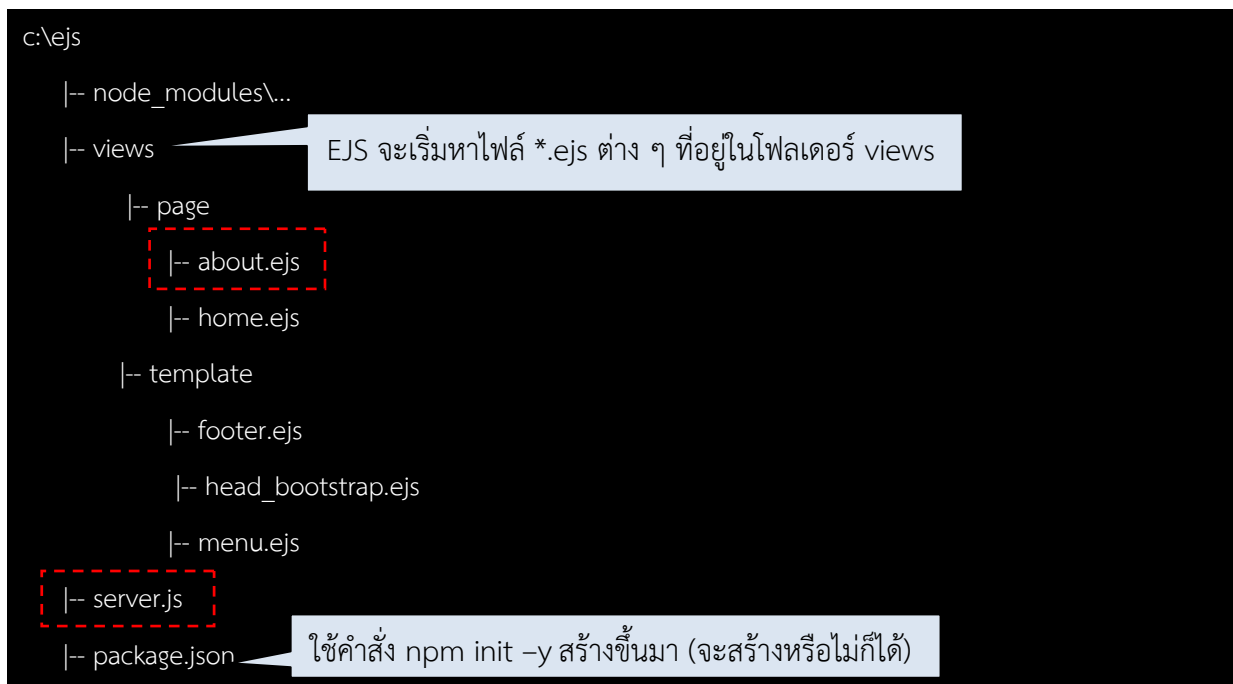 c:\ejs
|-- node_modules\...
|-- views
EJS จะเริ่มหาไฟล์ *.ejs ต่าง ๆ ที่อยู่ในโฟลเดอร์ views
|-- page
|-- about.ejs
|-- home.ejs
|-- template
|-- footer.ejs
|-- head_bootstrap.ejs
|-- menu.ejs
|-- server.js
|-- package.json
ใช้คำสั่ง npm init –y สร้างขึ้นมา (จะสร้างหรือไม่ก็ได้)